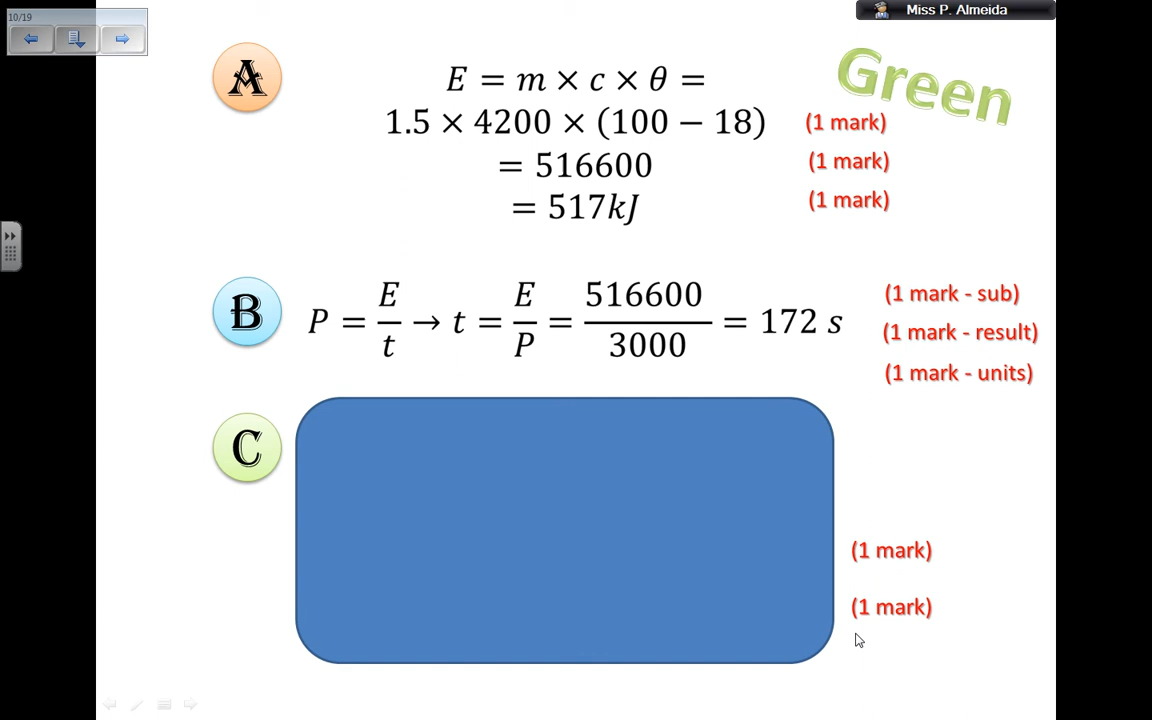 10/19
Miss P. Almeida
Green
A
E = m × c × θ =
1.5 × 4200 × (100 − 18) (1 mark)
= 516600 (1 mark)
= 517kJ (1 mark)
B
P = E/t → t = E/P = 516600/3000 = 172 s
(1 mark - sub)
(1 mark - result)
(1 mark - units)
C
(1 mark)
(1 mark)